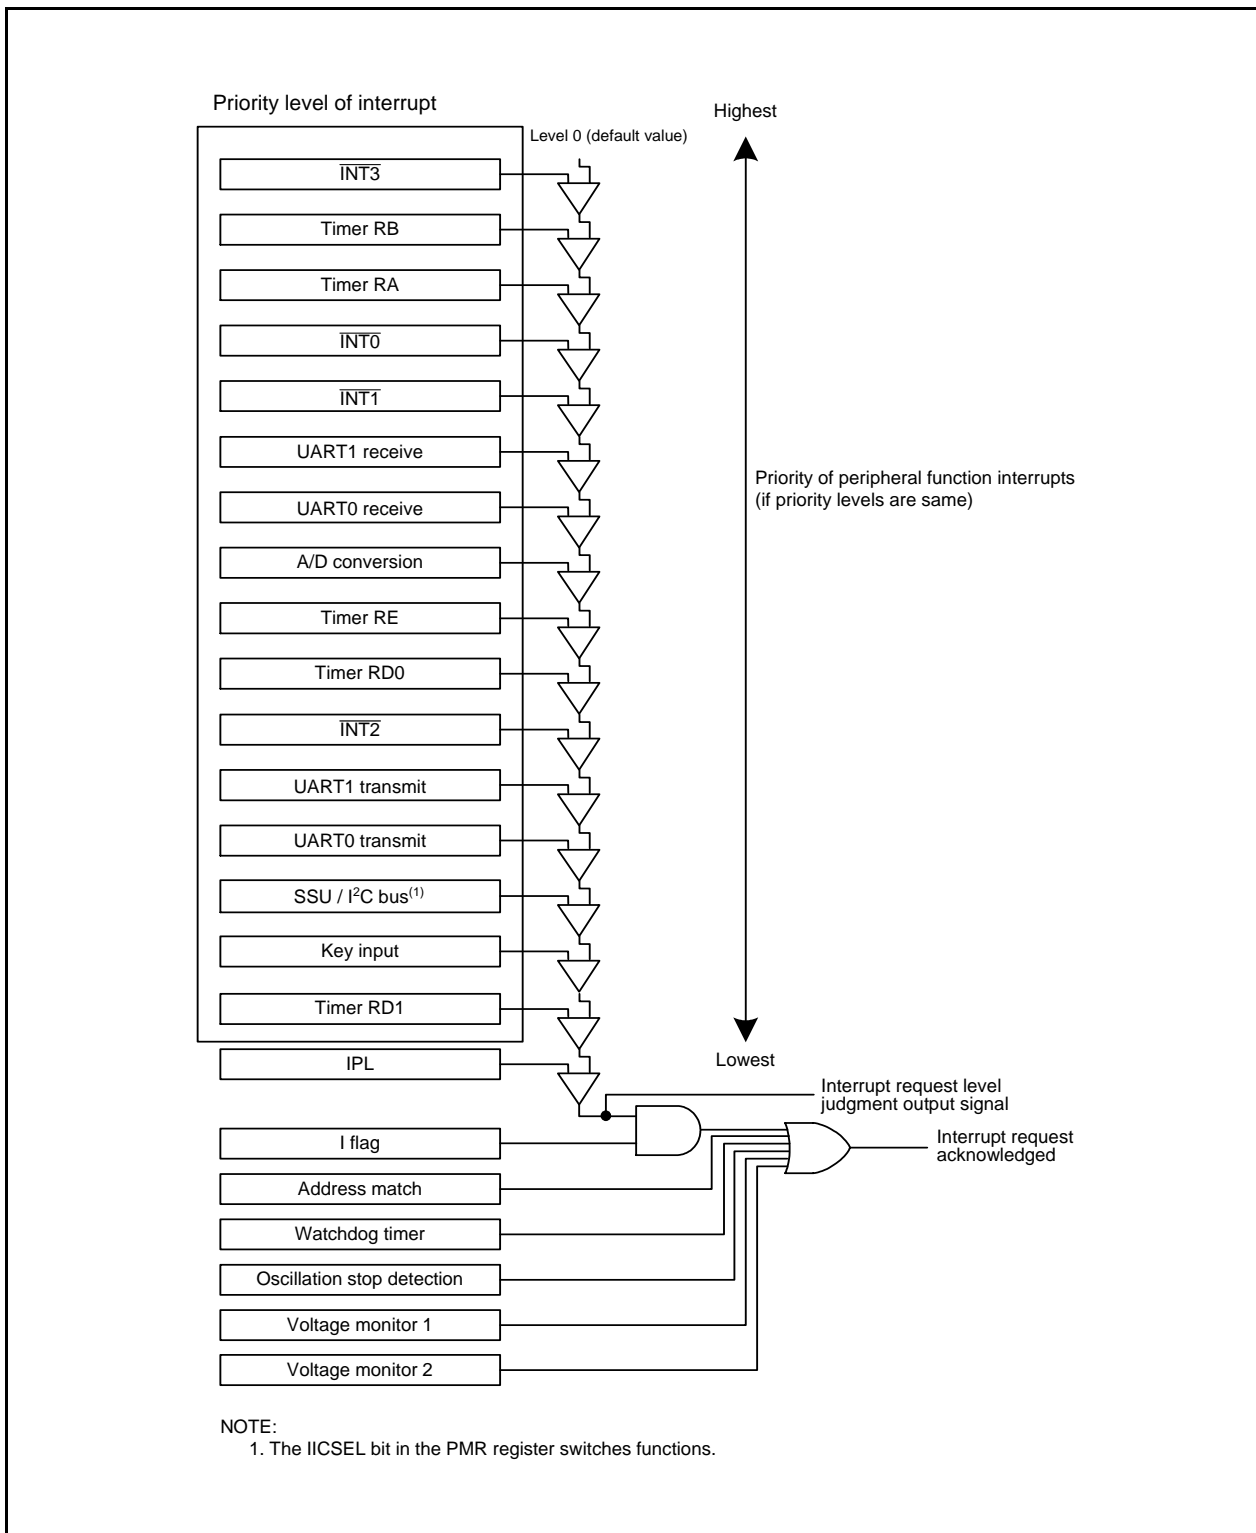 Priority level of interrupt
Highest
Level 0 (default value)
INT3
Timer RB
Timer RA
INT0
INT1
UART1 receive
UART0 receive
Priority of peripheral function interrupts
(if priority levels are same)
A/D conversion
Timer RE
Timer RD0
INT2
UART1 transmit
UART0 transmit
SSU / I²C bus(1)
Key input
Timer RD1
Lowest
IPL
Interrupt request level
judgment output signal
I flag
Interrupt request
acknowledged
Address match
Watchdog timer
Oscillation stop detection
Voltage monitor 1
Voltage monitor 2
NOTE:
1. The IICSEL bit in the PMR register switches functions.